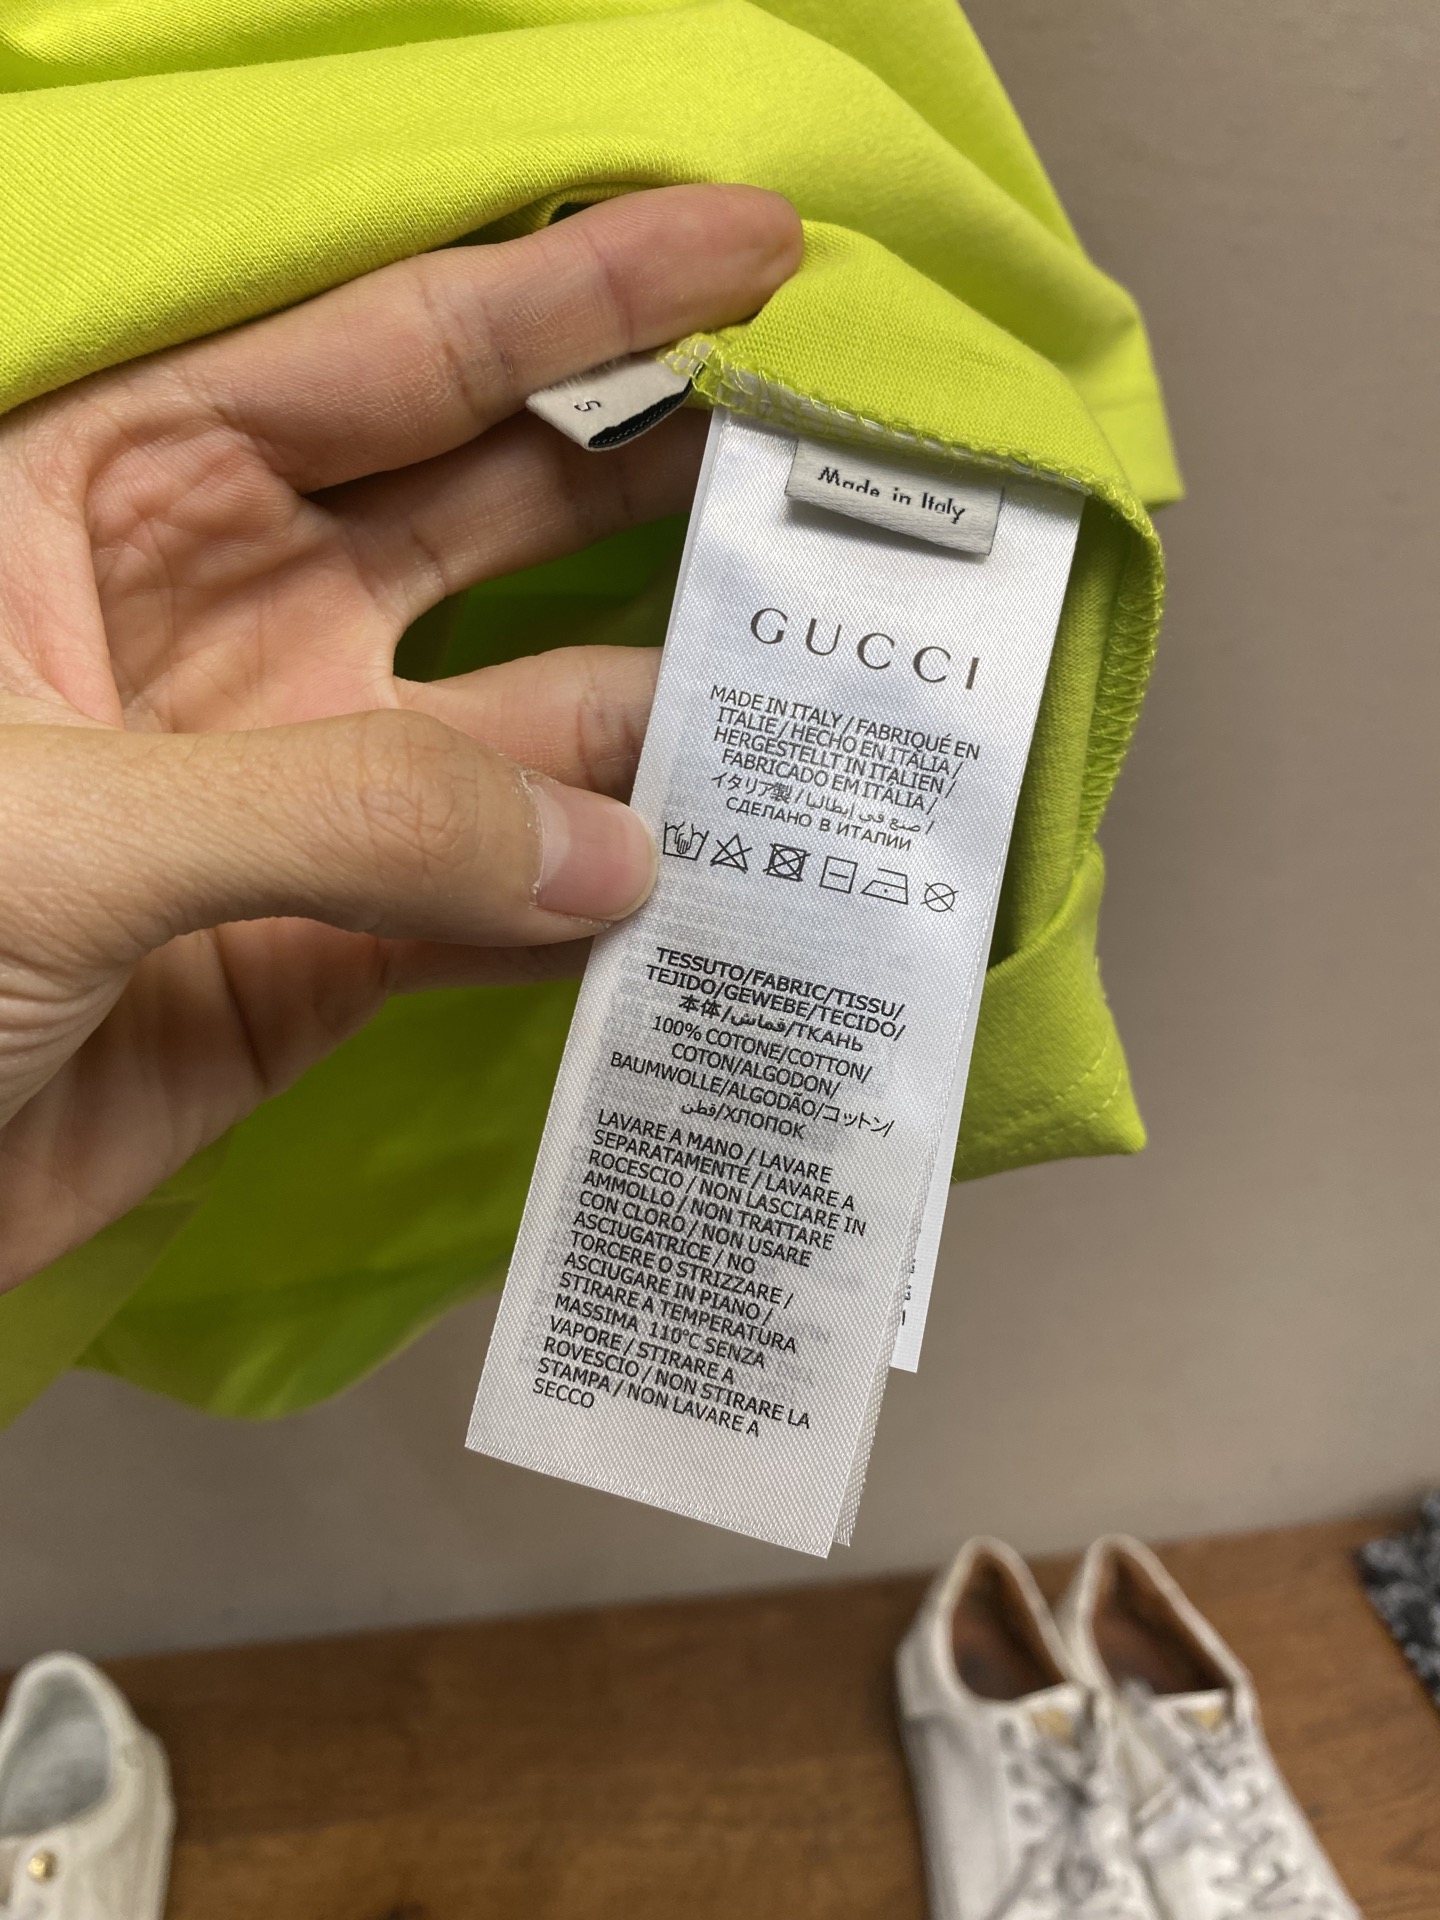 S
Made in Italy
GUCCI
MADE IN ITALY / FABRIQUÉ EN
ITALIE / HECHO EN ITALIA /
HERGESTELLT IN ITALIEN /
FABRICADO EM ITÁLIA /
イタリア製 / صنع في إيطاليا /
СДЕЛАНО В ИТАЛИИ
TESSUTO/FABRIC/TISSU/
TEJIDO/GEWEBE/TECIDO/
本体/قماش/ТКАНЬ
100% COTONE/COTTON/
COTON/ALGODON/
BAUMWOLLE/ALGODÃO/コットン/
قطن/ХЛОПОК
LAVARE A MANO / LAVARE
SEPARATAMENTE / LAVARE A
ROCESCIO / NON LASCIARE IN
AMMOLLO / NON TRATTARE
CON CLORO / NON USARE
ASCIUGATRICE / NO
TORCERE O STRIZZARE /
ASCIUGARE IN PIANO /
STIRARE A TEMPERATURA
MASSIMA 110°C SENZA
VAPORE / STIRARE A
ROVESCIO / NON STIRARE LA
STAMPA / NON LAVARE A
SECCO